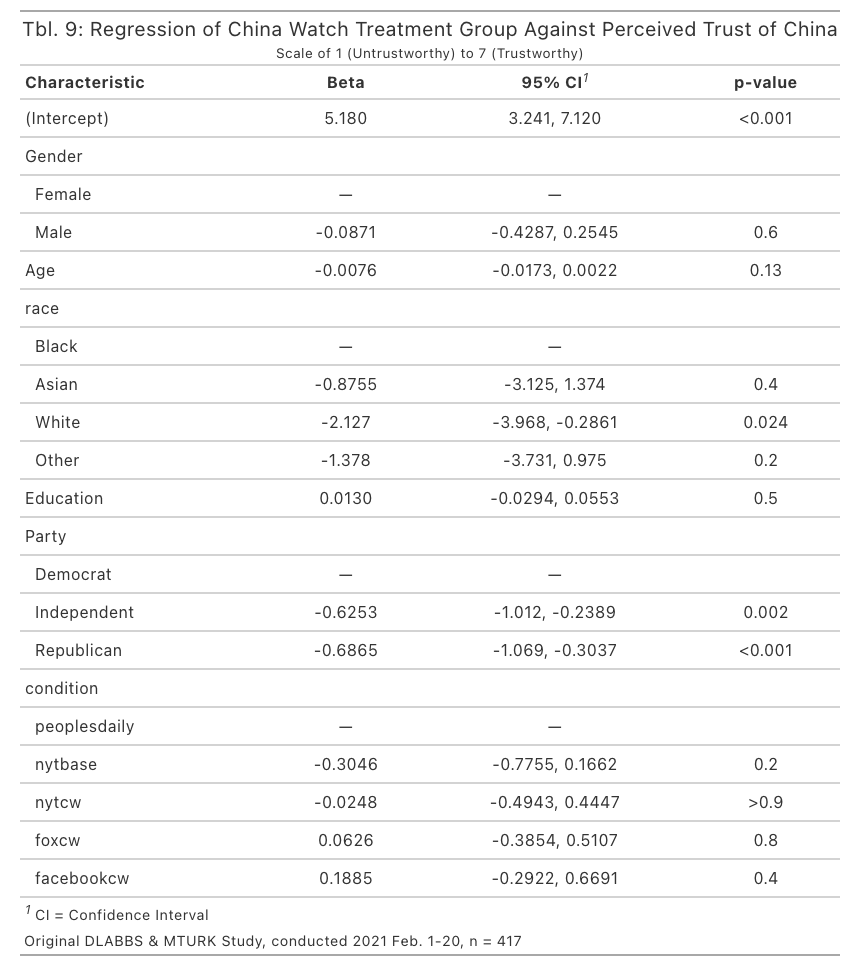 Tbl. 9: Regression of China Watch Treatment Group Against Perceived Trust of China
Scale of 1 (Untrustworthy) to 7 (Trustworthy)
Characteristic Beta 95% CI1 p-value
(Intercept) 5.180 3.241, 7.120 <0.001
Gender
Female — —
Male -0.0871 -0.4287, 0.2545 0.6
Age -0.0076 -0.0173, 0.0022 0.13
race
Black — —
Asian -0.8755 -3.125, 1.374 0.4
White -2.127 -3.968, -0.2861 0.024
Other -1.378 -3.731, 0.975 0.2
Education 0.0130 -0.0294, 0.0553 0.5
Party
Democrat — —
Independent -0.6253 -1.012, -0.2389 0.002
Republican -0.6865 -1.069, -0.3037 <0.001
condition
peoplesdaily — —
nytbase -0.3046 -0.7755, 0.1662 0.2
nytcw -0.0248 -0.4943, 0.4447 >0.9
foxcw 0.0626 -0.3854, 0.5107 0.8
facebookcw 0.1885 -0.2922, 0.6691 0.4
1 CI = Confidence Interval
Original DLABBS & MTURK Study, conducted 2021 Feb. 1-20, n = 417